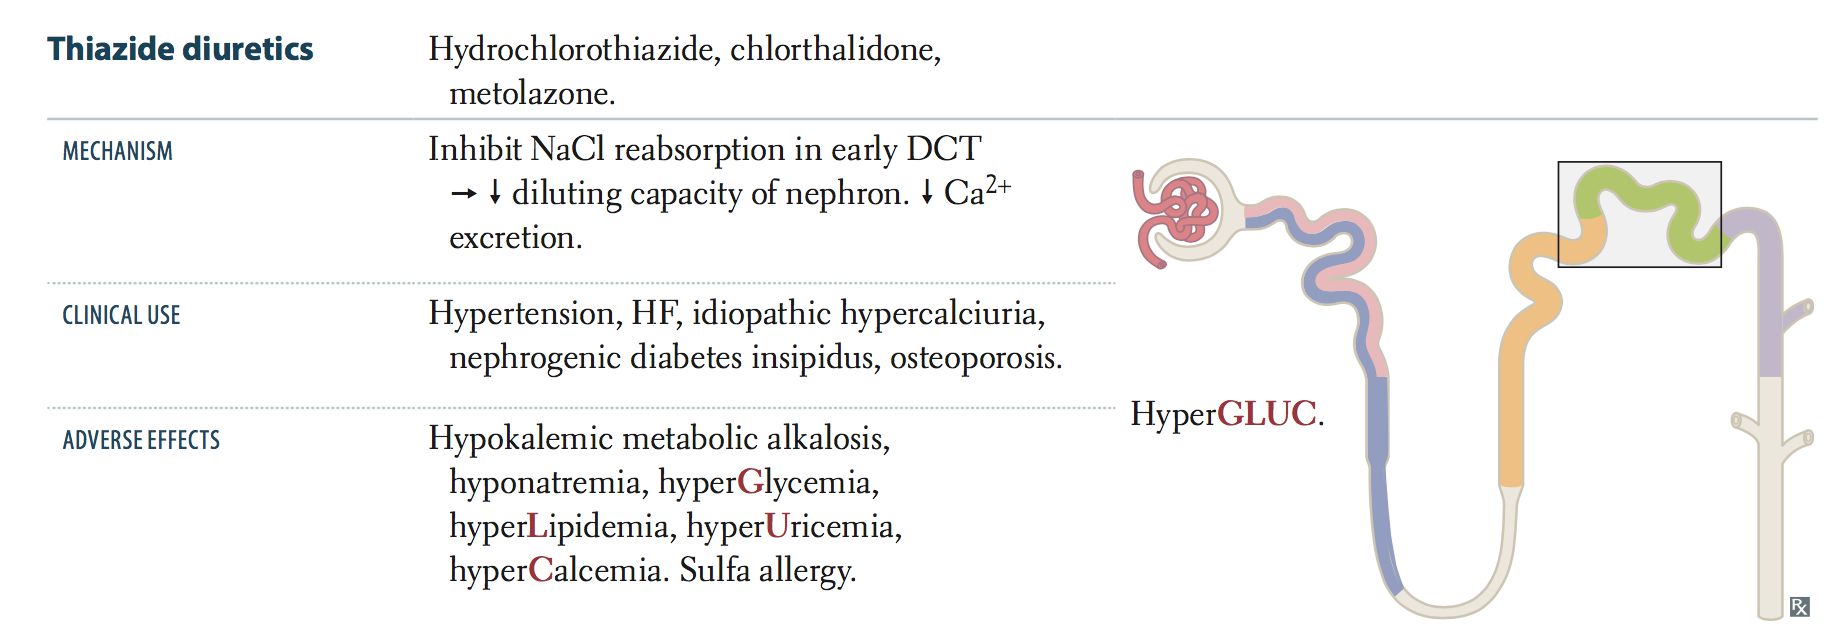 Thiazide diuretics
Hydrochlorothiazide, chlorthalidone,
metolazone.
MECHANISM
Inhibit NaCl reabsorption in early DCT
→ ↓ diluting capacity of nephron. ↓ Ca²⁺
excretion.
CLINICAL USE
Hypertension, HF, idiopathic hypercalciuria,
nephrogenic diabetes insipidus, osteoporosis.
ADVERSE EFFECTS
Hypokalemic metabolic alkalosis,
hyponatremia, hyperGlycemia,
hyperLipidemia, hyperUricemia,
hyperCalcemia. Sulfa allergy.
HyperGLUC.
Rx